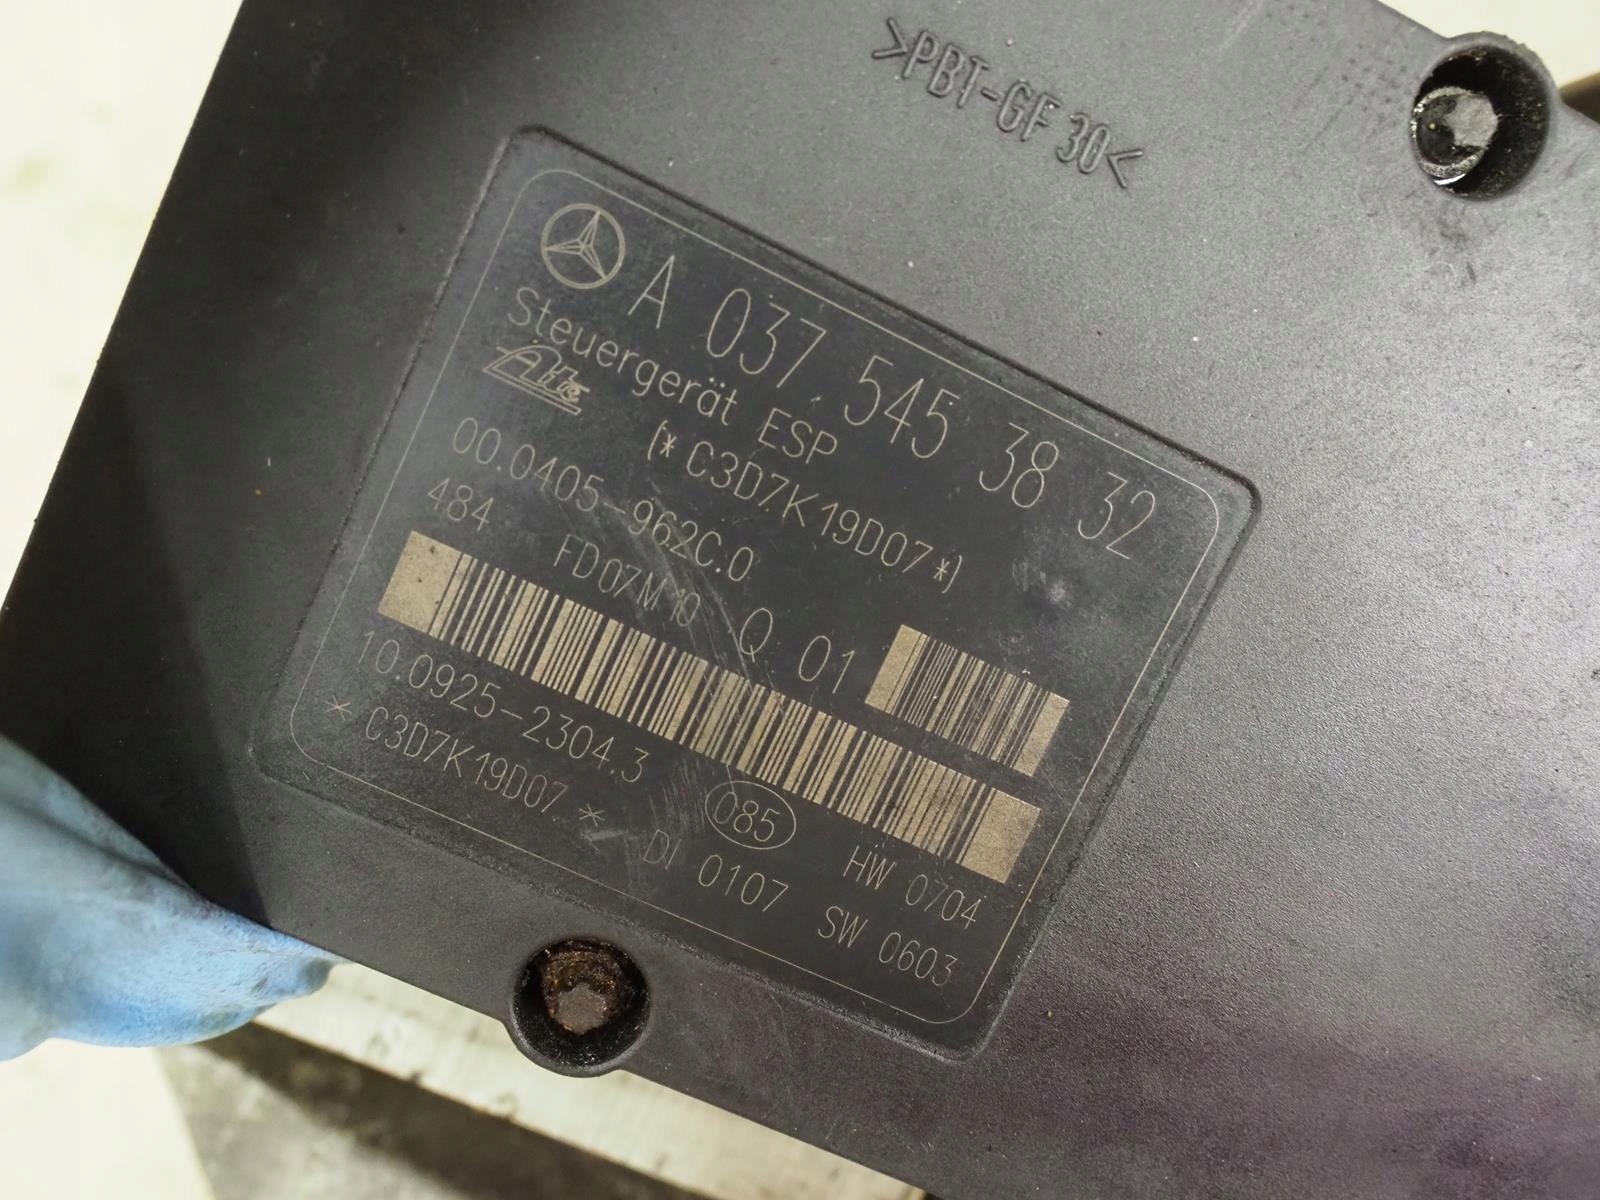 >PBT-GF 30<
A 037 545 38 32
Steuergerät ESP
Ate
(*C3D7K19D07*)
00.0405-962C.0
484 FD07M10 Q 01
10.0925-2304.3
085
HW 0704
* C3D7K19D07 * DI 0107 SW 0603